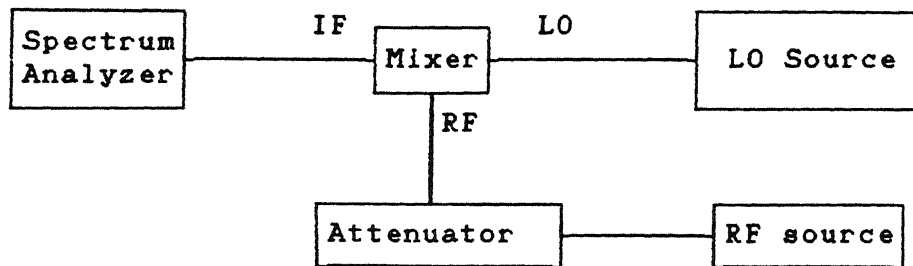 IF
LO
Spectrum
Analyzer
Mixer
LO Source
RF
Attenuator
RF source